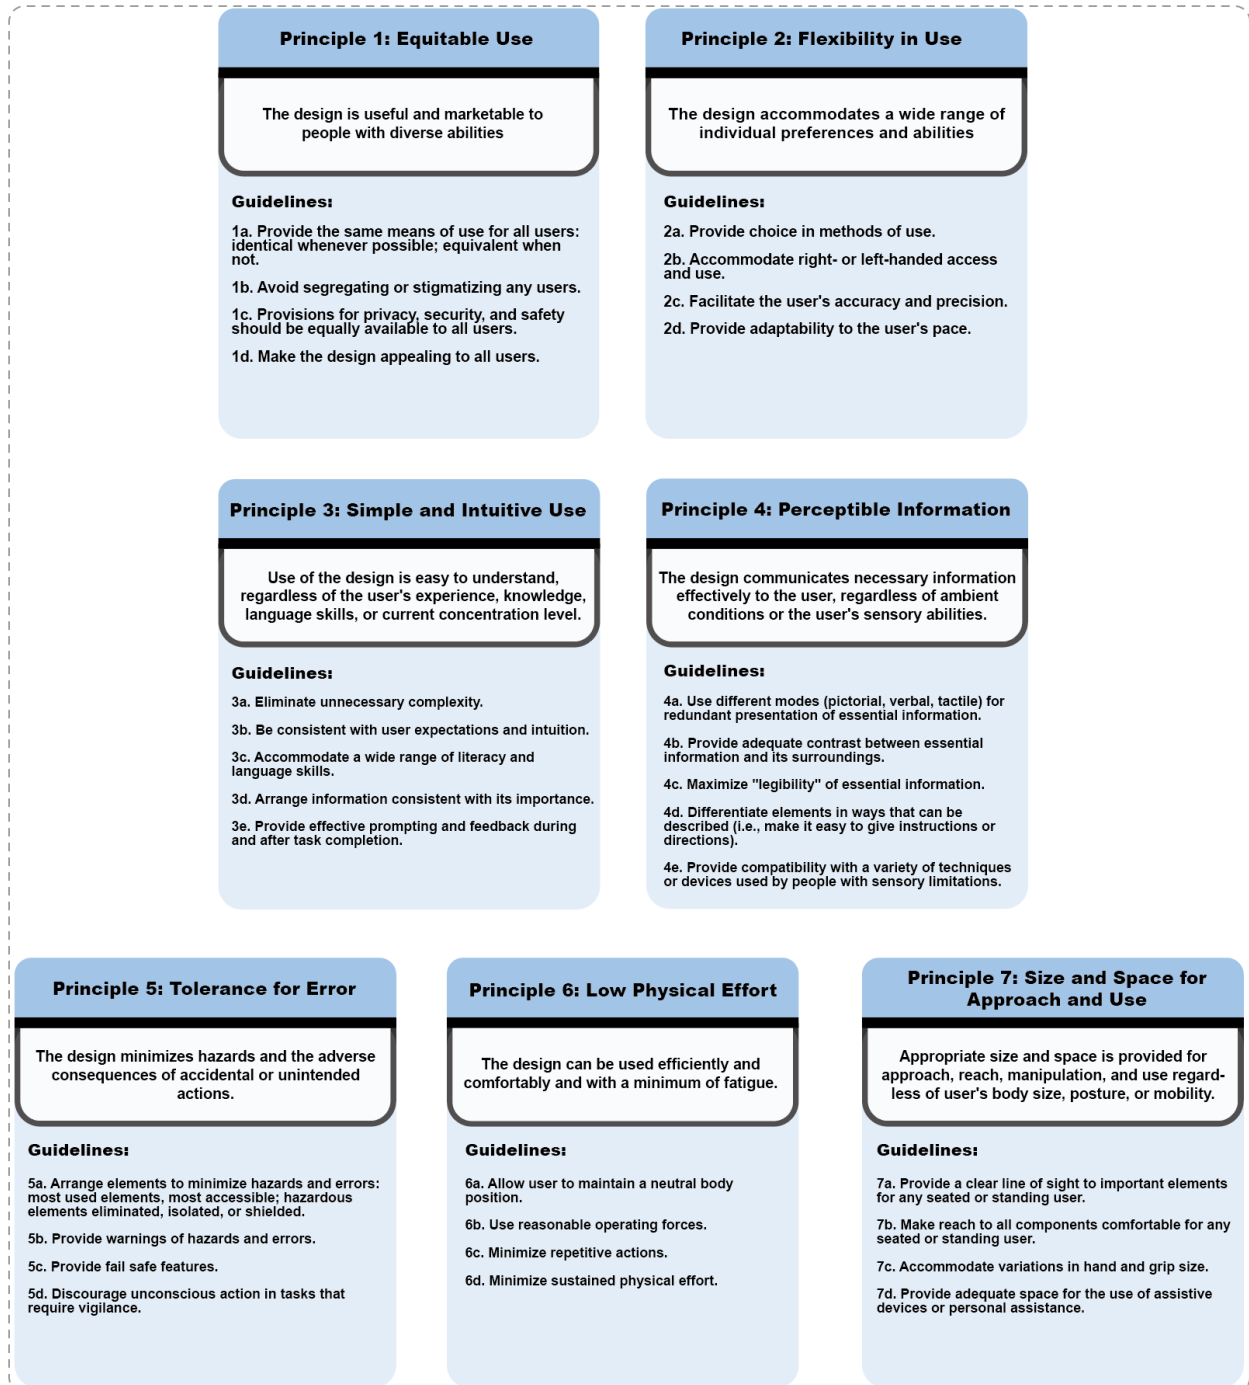 Principle 1: Equitable Use
The design is useful and marketable to
people with diverse abilities
Guidelines:
1a. Provide the same means of use for all users:
identical whenever possible; equivalent when
not.
1b. Avoid segregating or stigmatizing any users.
1c. Provisions for privacy, security, and safety
should be equally available to all users.
1d. Make the design appealing to all users.
Principle 2: Flexibility in Use
The design accommodates a wide range of
individual preferences and abilities
Guidelines:
2a. Provide choice in methods of use.
2b. Accommodate right- or left-handed access
and use.
2c. Facilitate the user's accuracy and precision.
2d. Provide adaptability to the user's pace.
Principle 3: Simple and Intuitive Use
Use of the design is easy to understand,
regardless of the user's experience, knowledge,
language skills, or current concentration level.
Guidelines:
3a. Eliminate unnecessary complexity.
3b. Be consistent with user expectations and intuition.
3c. Accommodate a wide range of literacy and
language skills.
3d. Arrange information consistent with its importance.
3e. Provide effective prompting and feedback during
and after task completion.
Principle 4: Perceptible Information
The design communicates necessary information
effectively to the user, regardless of ambient
conditions or the user's sensory abilities.
Guidelines:
4a. Use different modes (pictorial, verbal, tactile) for
redundant presentation of essential information.
4b. Provide adequate contrast between essential
information and its surroundings.
4c. Maximize "legibility" of essential information.
4d. Differentiate elements in ways that can be
described (i.e., make it easy to give instructions or
directions).
4e. Provide compatibility with a variety of techniques
or devices used by people with sensory limitations.
Principle 5: Tolerance for Error
The design minimizes hazards and the adverse
consequences of accidental or unintended
actions.
Guidelines:
5a. Arrange elements to minimize hazards and errors:
most used elements, most accessible; hazardous
elements eliminated, isolated, or shielded.
5b. Provide warnings of hazards and errors.
5c. Provide fail safe features.
5d. Discourage unconscious action in tasks that
require vigilance.
Principle 6: Low Physical Effort
The design can be used efficiently and
comfortably and with a minimum of fatigue.
Guidelines:
6a. Allow user to maintain a neutral body
position.
6b. Use reasonable operating forces.
6c. Minimize repetitive actions.
6d. Minimize sustained physical effort.
Principle 7: Size and Space for
Approach and Use
Appropriate size and space is provided for
approach, reach, manipulation, and use regard-
less of user's body size, posture, or mobility.
Guidelines:
7a. Provide a clear line of sight to important elements
for any seated or standing user.
7b. Make reach to all components comfortable for any
seated or standing user.
7c. Accommodate variations in hand and grip size.
7d. Provide adequate space for the use of assistive
devices or personal assistance.